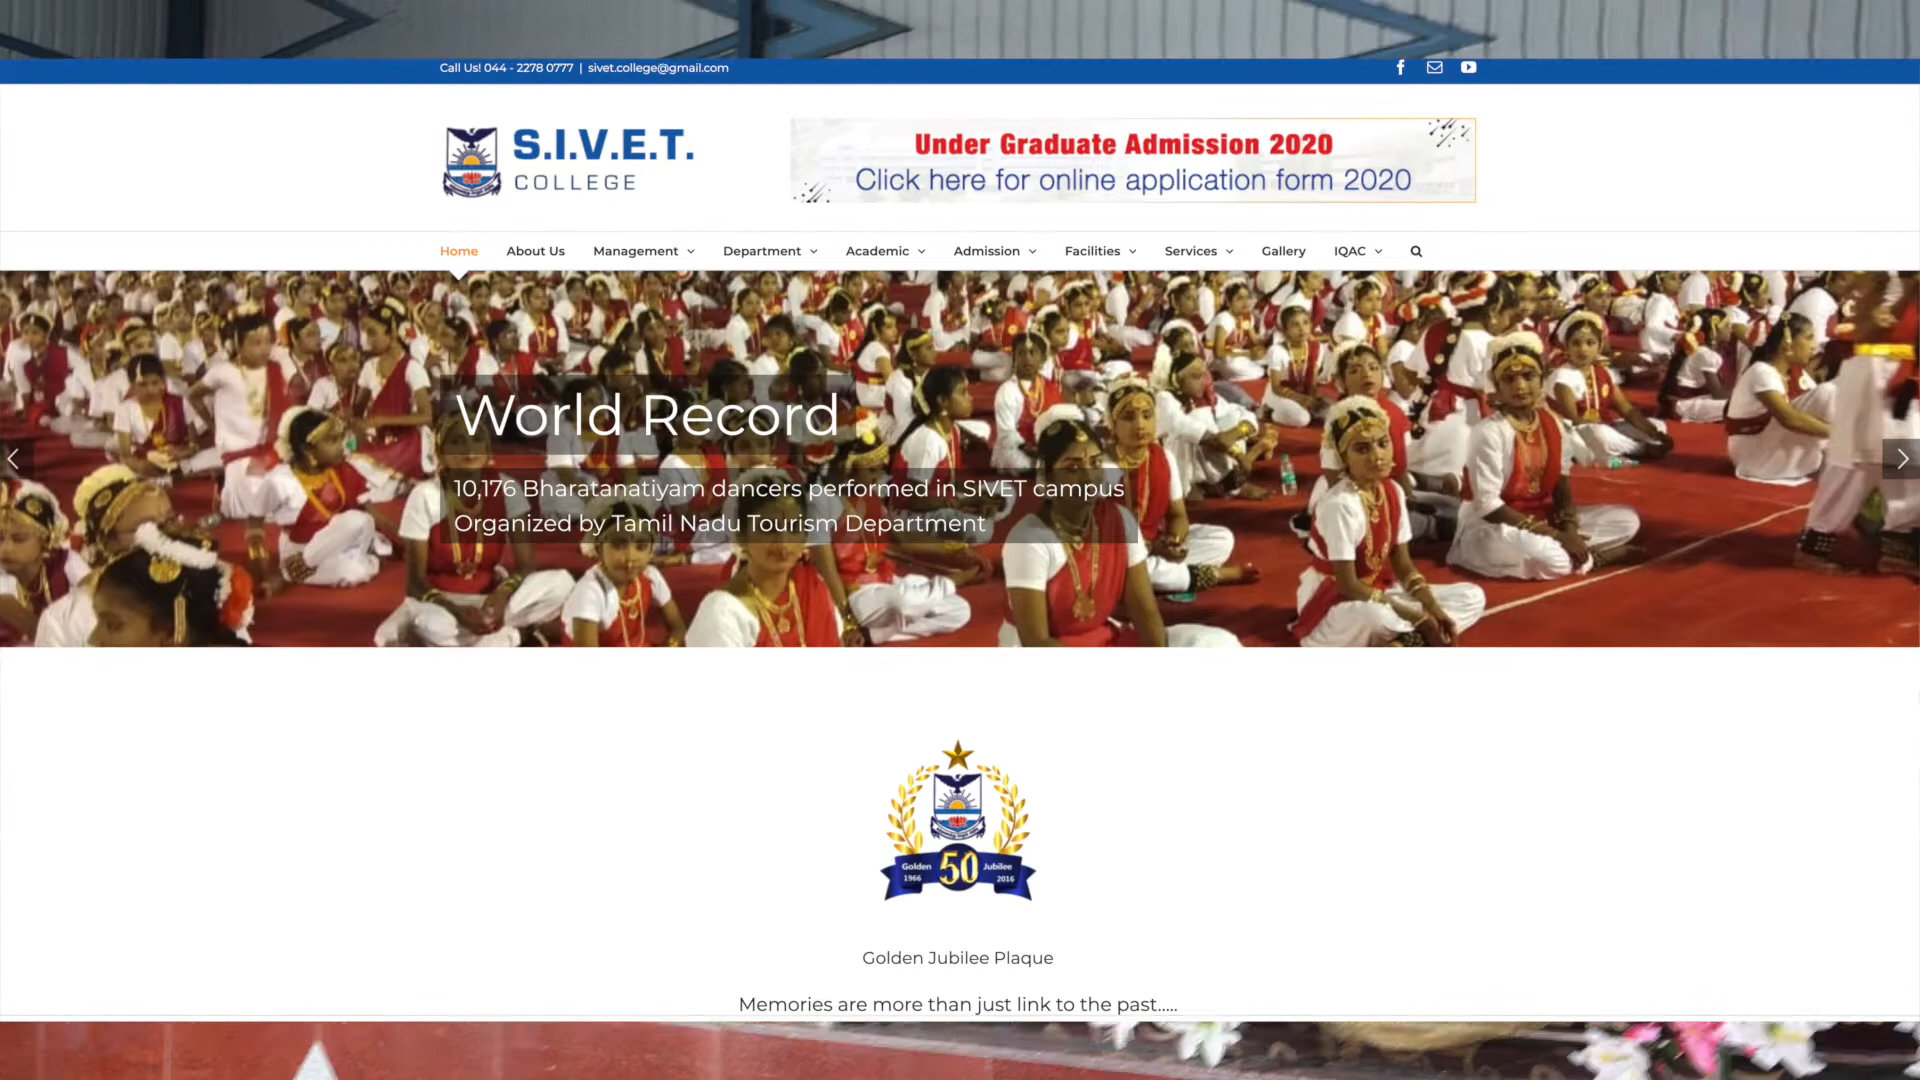 Call Us! 044 - 2278 0777 | sivet.college@gmail.com
S.I.V.E.T.
COLLEGE
Under Graduate Admission 2020
Click here for online application form 2020
Home About Us Management Department Academic Admission Facilities Services Gallery IQAC
World Record
10,176 Bharatanatiyam dancers performed in SIVET campus
Organized by Tamil Nadu Tourism Department
Golden 50 Jubilee
1966 2016
Golden Jubilee Plaque
Memories are more than just link to the past.....